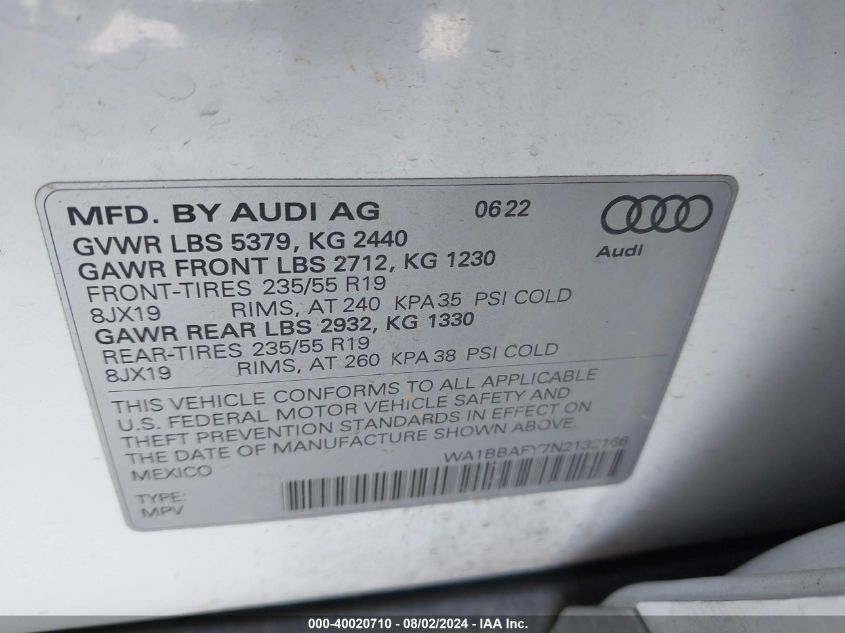 MFD. BY AUDI AG 0622
Audi
GVWR LBS 5379, KG 2440
GAWR FRONT LBS 2712, KG 1230
FRONT-TIRES 235/55 R19
8JX19 RIMS, AT 240 KPA 35 PSI COLD
GAWR REAR LBS 2932, KG 1330
REAR-TIRES 235/55 R19
8JX19 RIMS, AT 260 KPA 38 PSI COLD
THIS VEHICLE CONFORMS TO ALL APPLICABLE
U.S. FEDERAL MOTOR VEHICLE SAFETY AND
THEFT PREVENTION STANDARDS IN EFFECT ON
THE DATE OF MANUFACTURE SHOWN ABOVE.
MEXICO WA1BBAFY7N2132166
TYPE:
MPV
000-40020710 - 08/02/2024 - IAA Inc.